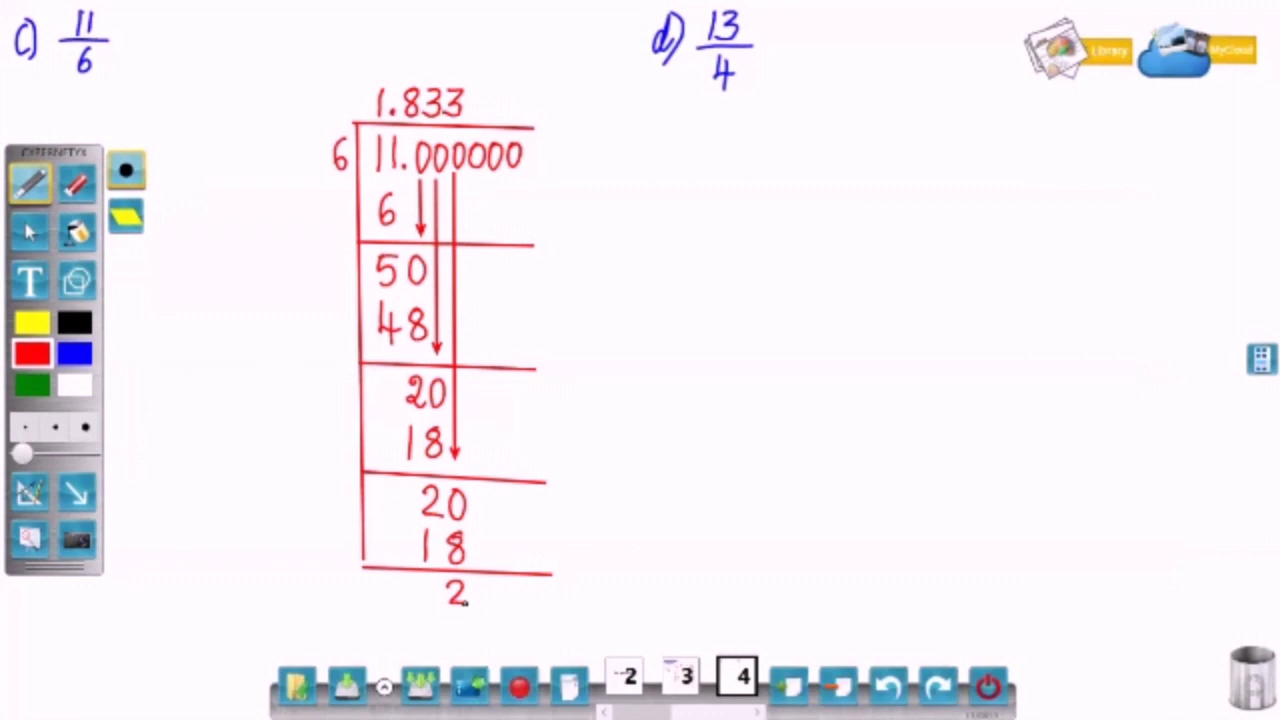 c) 11/6
d) 13/4
Library
MyCloud
1.833
6 11.000000
6
50
48
20
18
20
18
2
T
2
3
4